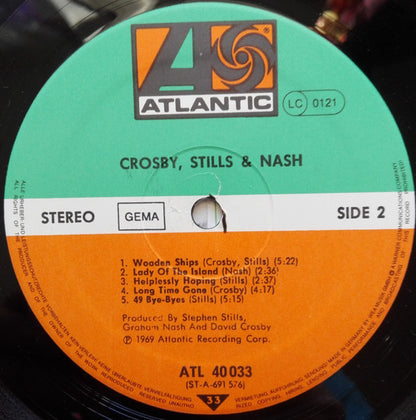 ATLANTIC
LC 0121
CROSBY, STILLS & NASH
STEREO
GEMA
SIDE 2
1. Wooden Ships (Crosby, Stills) (5:22)
2. Lady Of The Island (Nash) (2:36)
3. Helplessly Hoping (Stills) (2:37)
4. Long Time Gone (Crosby) (4:17)
5. 49 Bye-Byes (Stills) (5:15)
Produced By Stephen Stills,
Graham Nash And David Crosby
℗ 1969 Atlantic Recording Corp.
ATL 40 033
(ST-A-691 576)
33